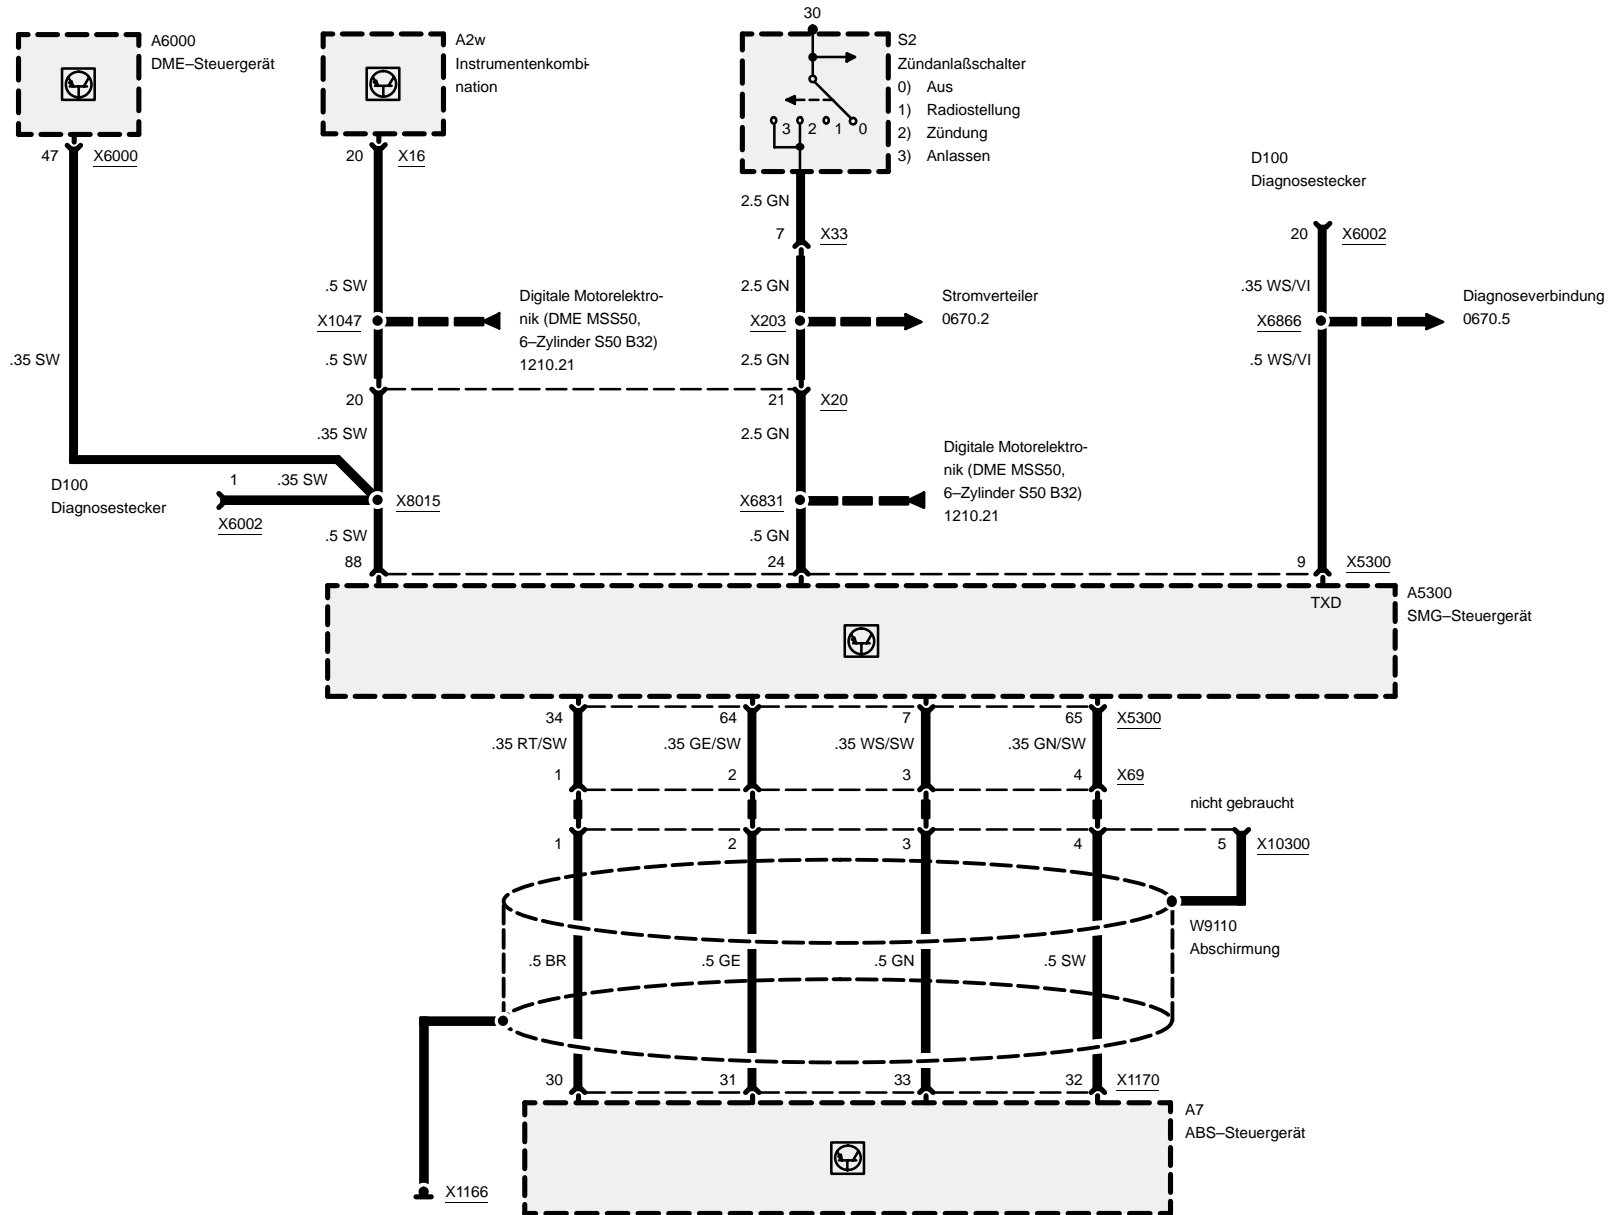 30
A6000
DME–Steuergerät
A2w
Instrumentenkombi-
nation
S2
Zündanlaßschalter
0) Aus
1) Radiostellung
2) Zündung
3) Anlassen
3 2 1 0
47 X6000
20 X16
D100
Diagnosestecker
2.5 GN
7 X33
20 X6002
.5 SW
2.5 GN
.35 WS/VI
Digitale Motorelektro-
nik (DME MSS50,
6–Zylinder S50 B32)
1210.21
Stromverteiler
0670.2
Diagnoseverbindung
0670.5
X1047
X203
X6866
.35 SW
.5 SW
2.5 GN
.5 WS/VI
20
21 X20
.35 SW
2.5 GN
Digitale Motorelektro-
nik (DME MSS50,
6–Zylinder S50 B32)
1210.21
D100
Diagnosestecker
1 .35 SW
X6002
X8015
X6831
.5 SW
.5 GN
88
24
9 X5300
TXD
A5300
SMG–Steuergerät
34 64 7 65 X5300
.35 RT/SW .35 GE/SW .35 WS/SW .35 GN/SW
1 2 3 4 X69
nicht gebraucht
1 2 3 4 5 X10300
W9110
Abschirmung
.5 BR .5 GE .5 GN .5 SW
30 31 33 32 X1170
A7
ABS–Steuergerät
X1166